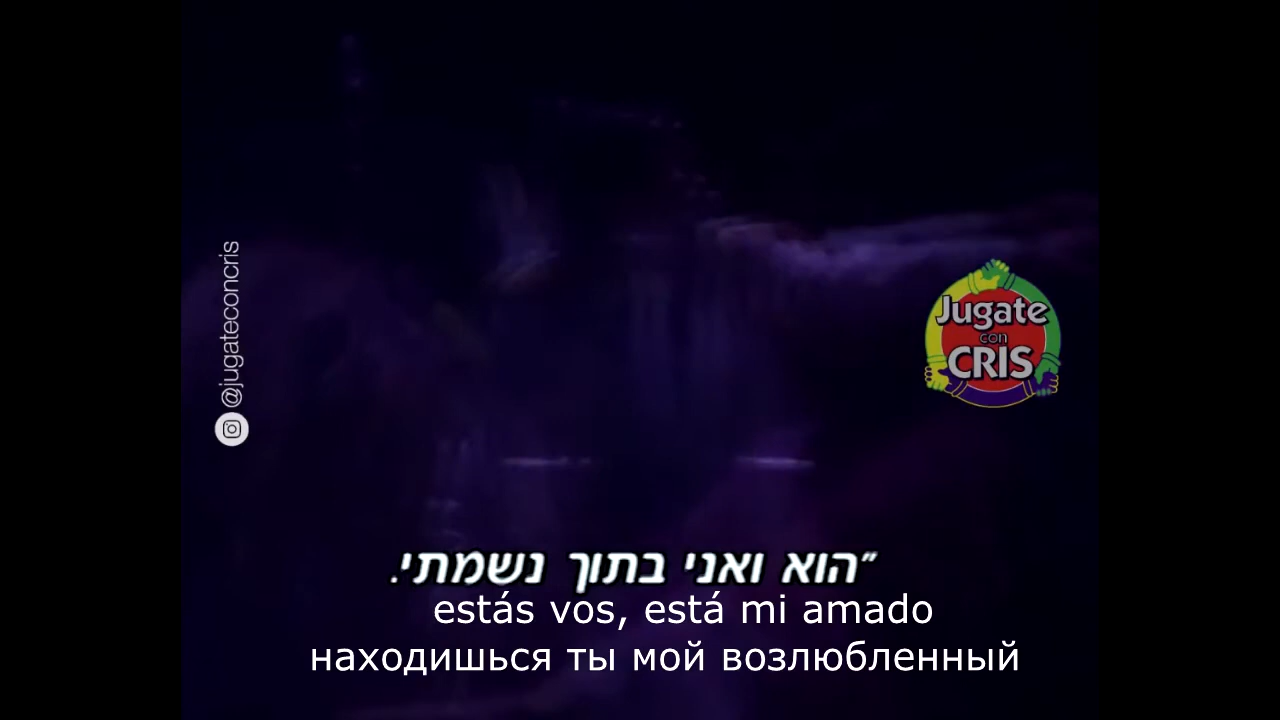 @jugateconcris
Jugate
con
CRIS
"הוא ואני בתוך נשמתי.
estás vos, está mi amado
находишься ты мой возлюбленный